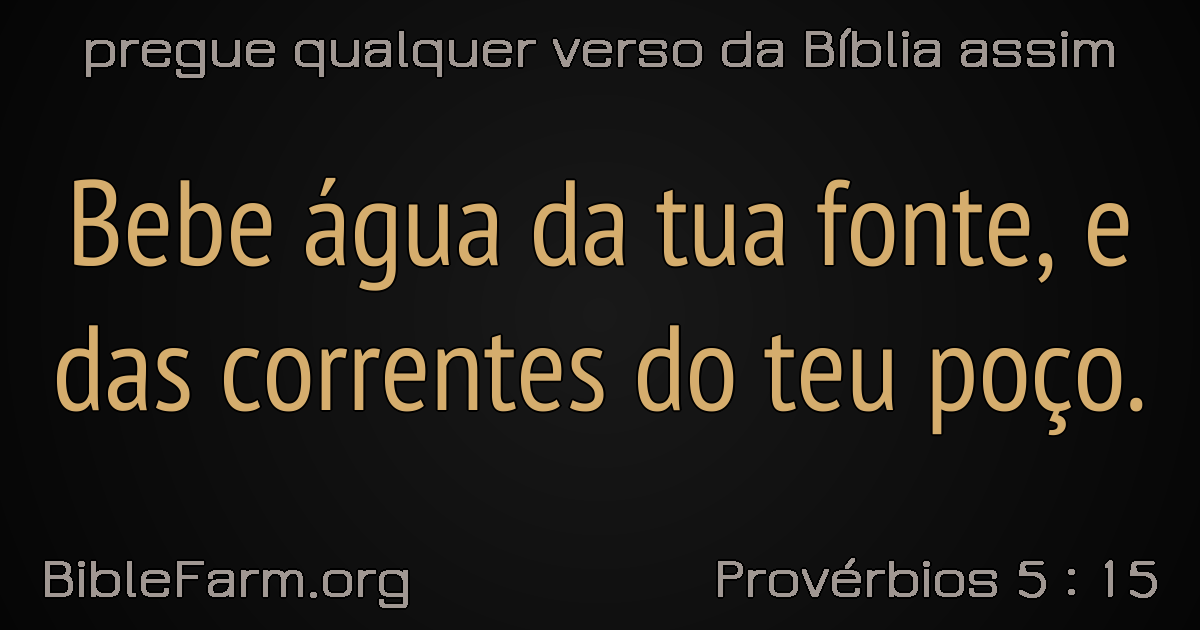 pregue qualquer verso da Bíblia assim
Bebe água da tua fonte, e
das correntes do teu poço.
BibleFarm.org
Provérbios 5 : 15